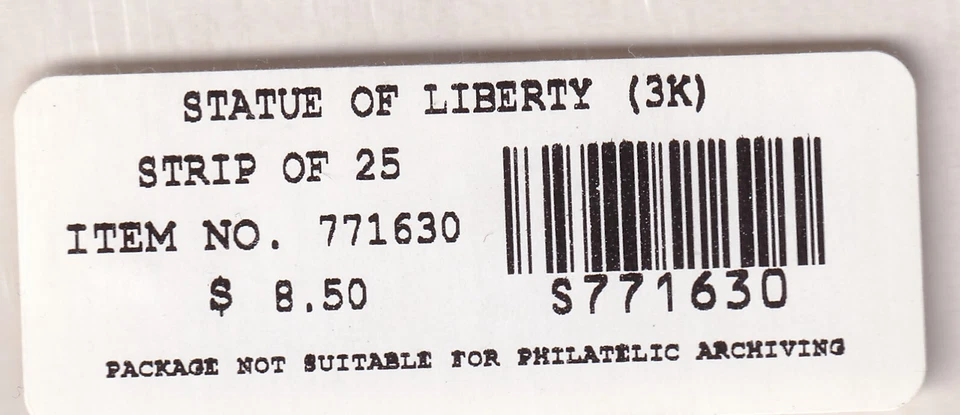 STATUE OF LIBERTY (3K)
STRIP OF 25
ITEM NO. 771630
$ 8.50
S771630
PACKAGE NOT SUITABLE FOR PHILATELIC ARCHIVING